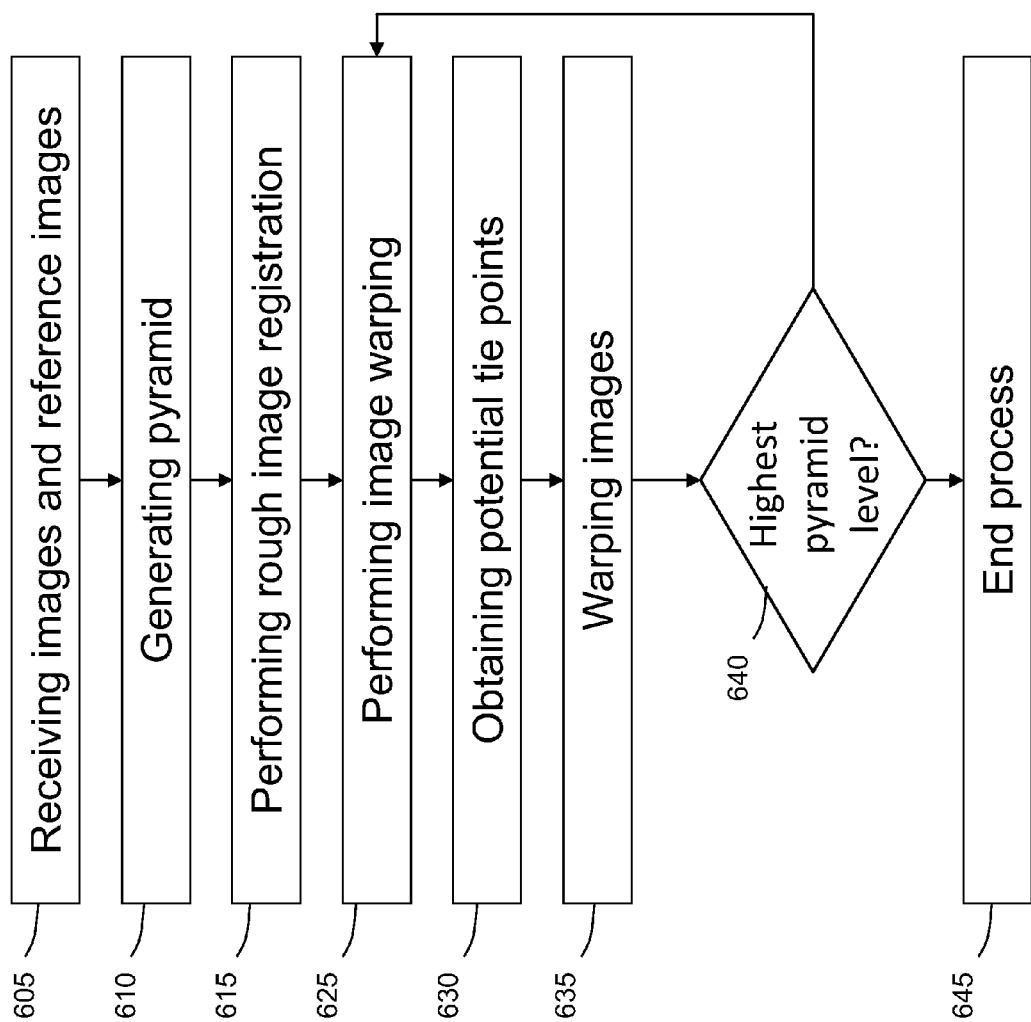 605
Receiving images and reference images
610
Generating pyramid
615
Performing rough image registration
625
Performing image warping
630
Obtaining potential tie points
635
Warping images
640
Highest
pyramid
level?
645
End process